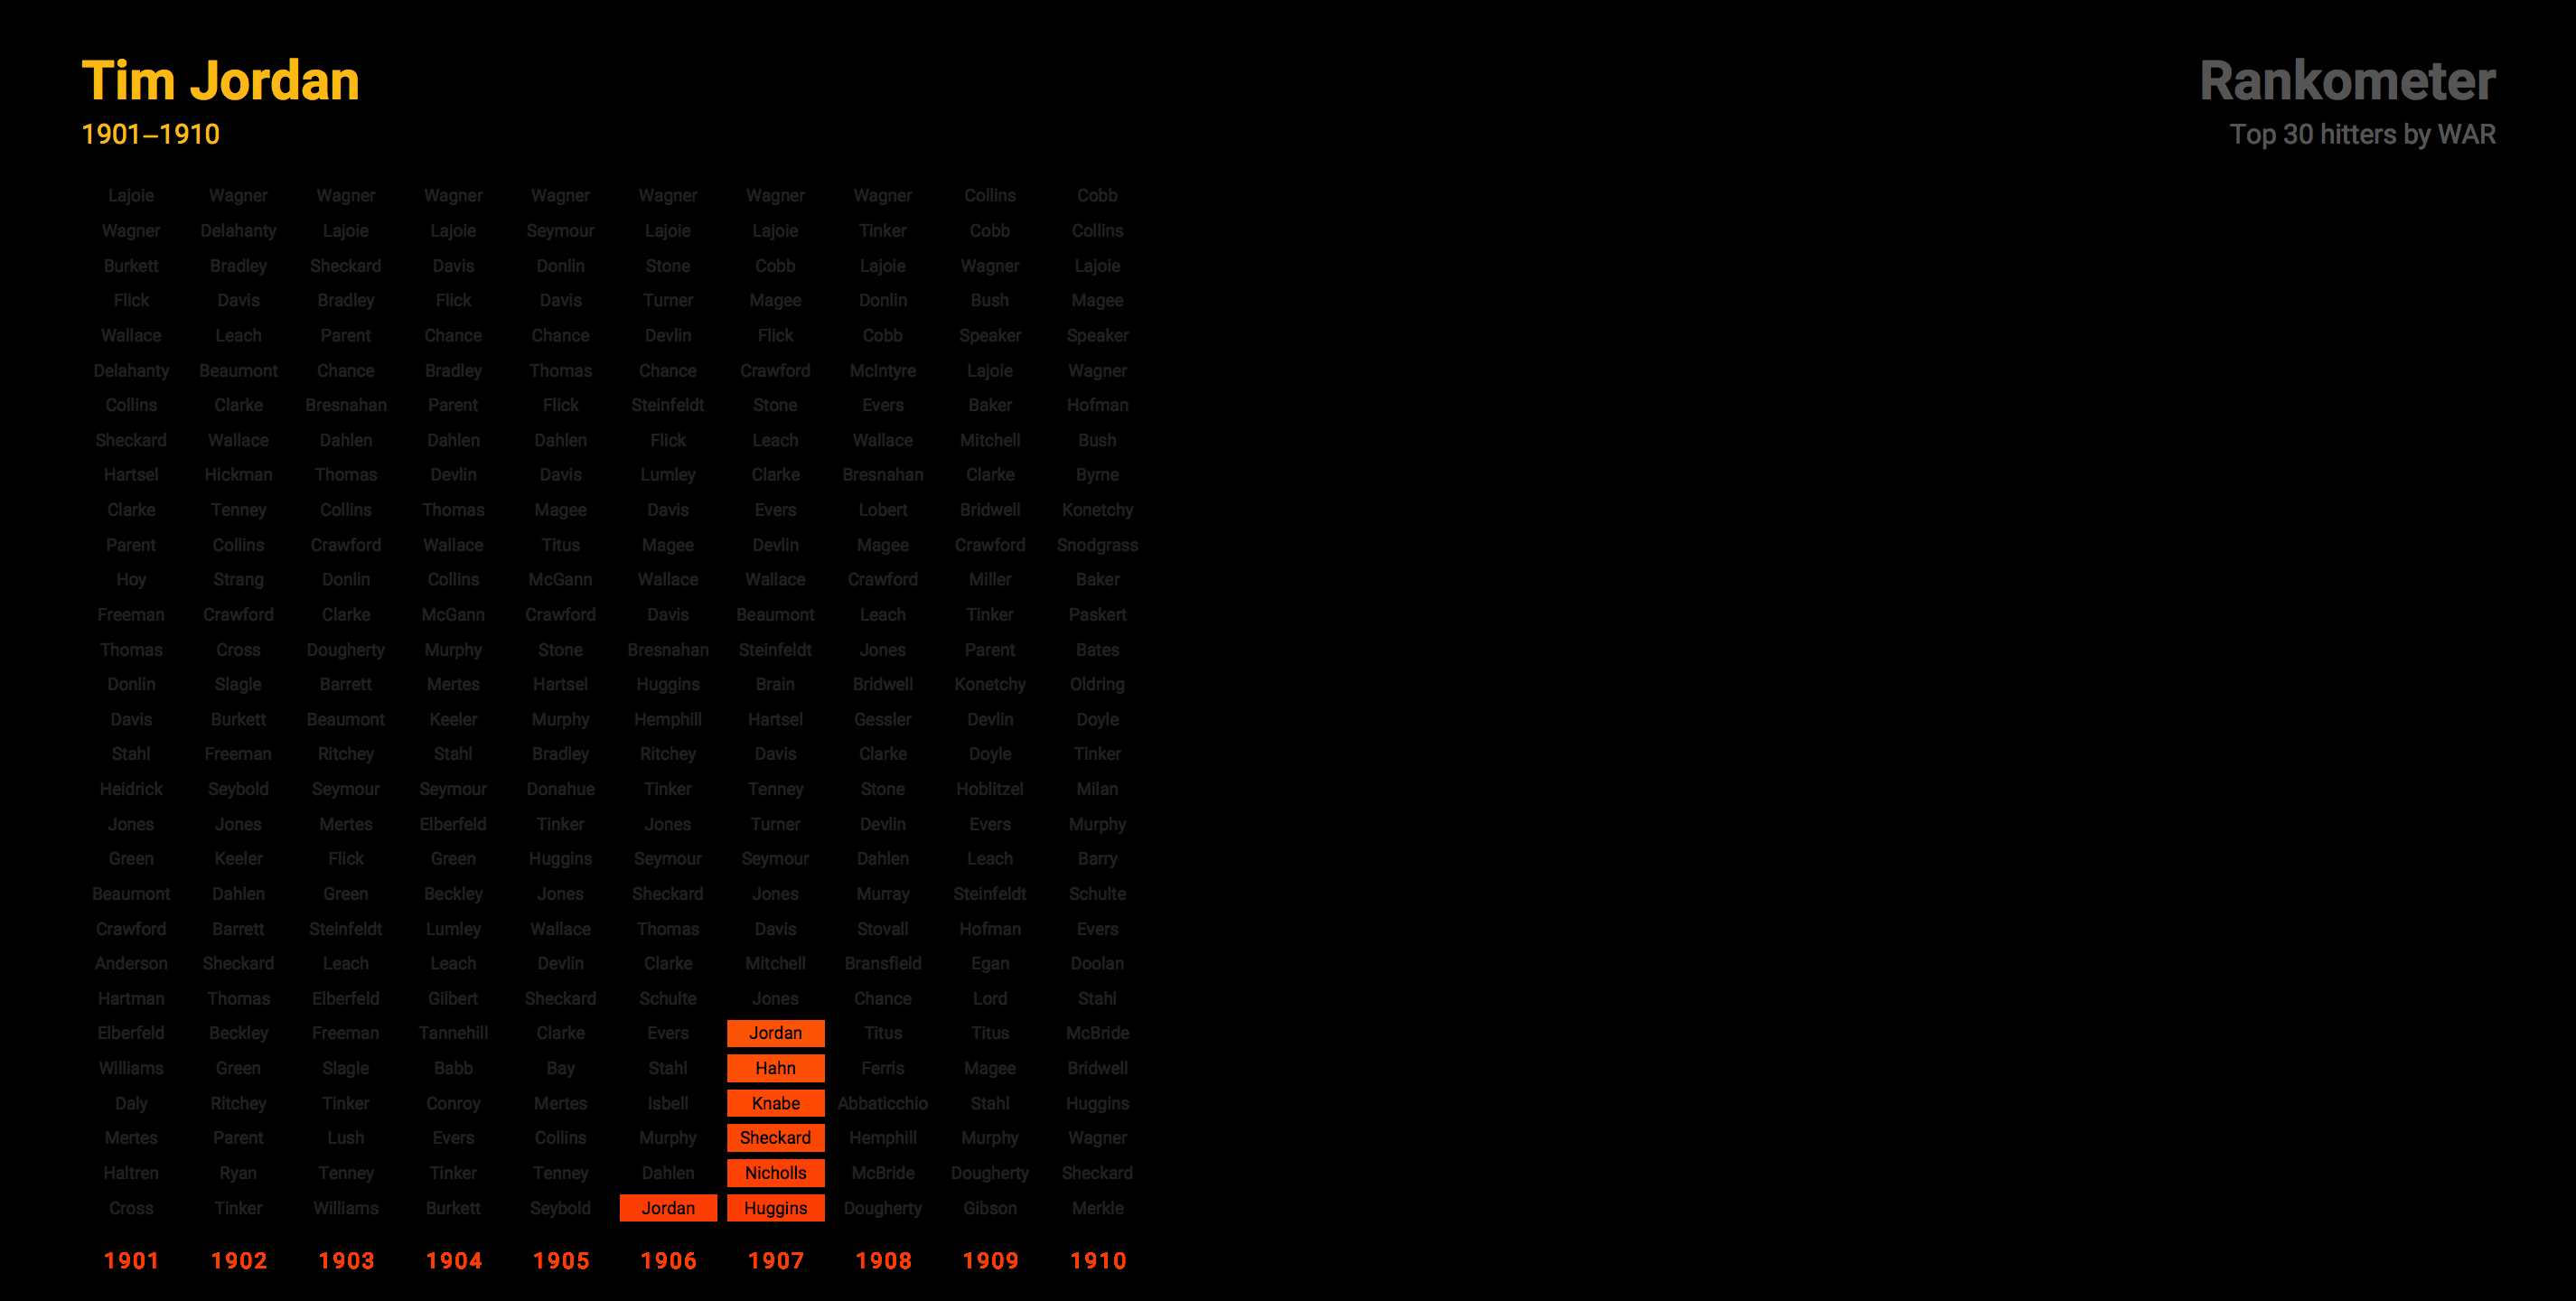 Tim Jordan
1901–1910
Rankometer
Top 30 hitters by WAR
Lajoie Wagner Wagner Wagner Wagner Wagner Wagner Wagner Collins Cobb
Wagner Delahanty Lajoie Lajoie Seymour Lajoie Lajoie Tinker Cobb Collins
Burkett Bradley Sheckard Davis Donlin Stone Cobb Lajoie Wagner Lajoie
Flick Davis Bradley Flick Davis Turner Magee Donlin Bush Magee
Wallace Leach Parent Chance Chance Devlin Flick Cobb Speaker Speaker
Delahanty Beaumont Chance Bradley Thomas Chance Crawford McIntyre Lajoie Wagner
Collins Clarke Bresnahan Parent Flick Steinfeldt Stone Evers Baker Hofman
Sheckard Wallace Dahlen Dahlen Dahlen Flick Leach Wallace Mitchell Bush
Hartsel Hickman Thomas Devlin Davis Lumley Clarke Bresnahan Clarke Byrne
Clarke Tenney Collins Thomas Magee Davis Evers Lobert Bridwell Konetchy
Parent Collins Crawford Wallace Titus Magee Devlin Magee Crawford Snodgrass
Hoy Strang Donlin Collins McGann Wallace Wallace Crawford Miller Baker
Freeman Crawford Clarke McGann Crawford Davis Beaumont Leach Tinker Paskert
Thomas Cross Dougherty Murphy Stone Bresnahan Steinfeldt Jones Parent Bates
Donlin Slagle Barrett Mertes Hartsel Huggins Brain Bridwell Konetchy Oldring
Davis Burkett Beaumont Keeler Murphy Hemphill Hartsel Gessler Devlin Doyle
Stahl Freeman Ritchey Stahl Bradley Ritchey Davis Clarke Doyle Tinker
Heidrick Seybold Seymour Seymour Donahue Tinker Tenney Stone Hoblitzel Milan
Jones Jones Mertes Elberfeld Tinker Jones Turner Devlin Evers Murphy
Green Keeler Flick Green Huggins Seymour Seymour Dahlen Leach Barry
Beaumont Dahlen Green Beckley Jones Sheckard Jones Murray Steinfeldt Schulte
Crawford Barrett Steinfeldt Lumley Wallace Thomas Davis Stovall Hofman Evers
Anderson Sheckard Leach Leach Devlin Clarke Mitchell Bransfield Egan Doolan
Hartman Thomas Elberfeld Gilbert Sheckard Schulte Jones Chance Lord Stahl
Elberfeld Beckley Freeman Tannehill Clarke Evers Jordan Titus Titus McBride
Williams Green Slagle Babb Bay Stahl Hahn Ferris Magee Bridwell
Daly Ritchey Tinker Conroy Mertes Isbell Knabe Abbaticchio Stahl Huggins
Mertes Parent Lush Evers Collins Murphy Sheckard Hemphill Murphy Wagner
Haltren Ryan Tenney Tinker Tenney Dahlen Nicholls McBride Dougherty Sheckard
Cross Tinker Williams Burkett Seybold Jordan Huggins Dougherty Gibson Merkle
1901 1902 1903 1904 1905 1906 1907 1908 1909 1910